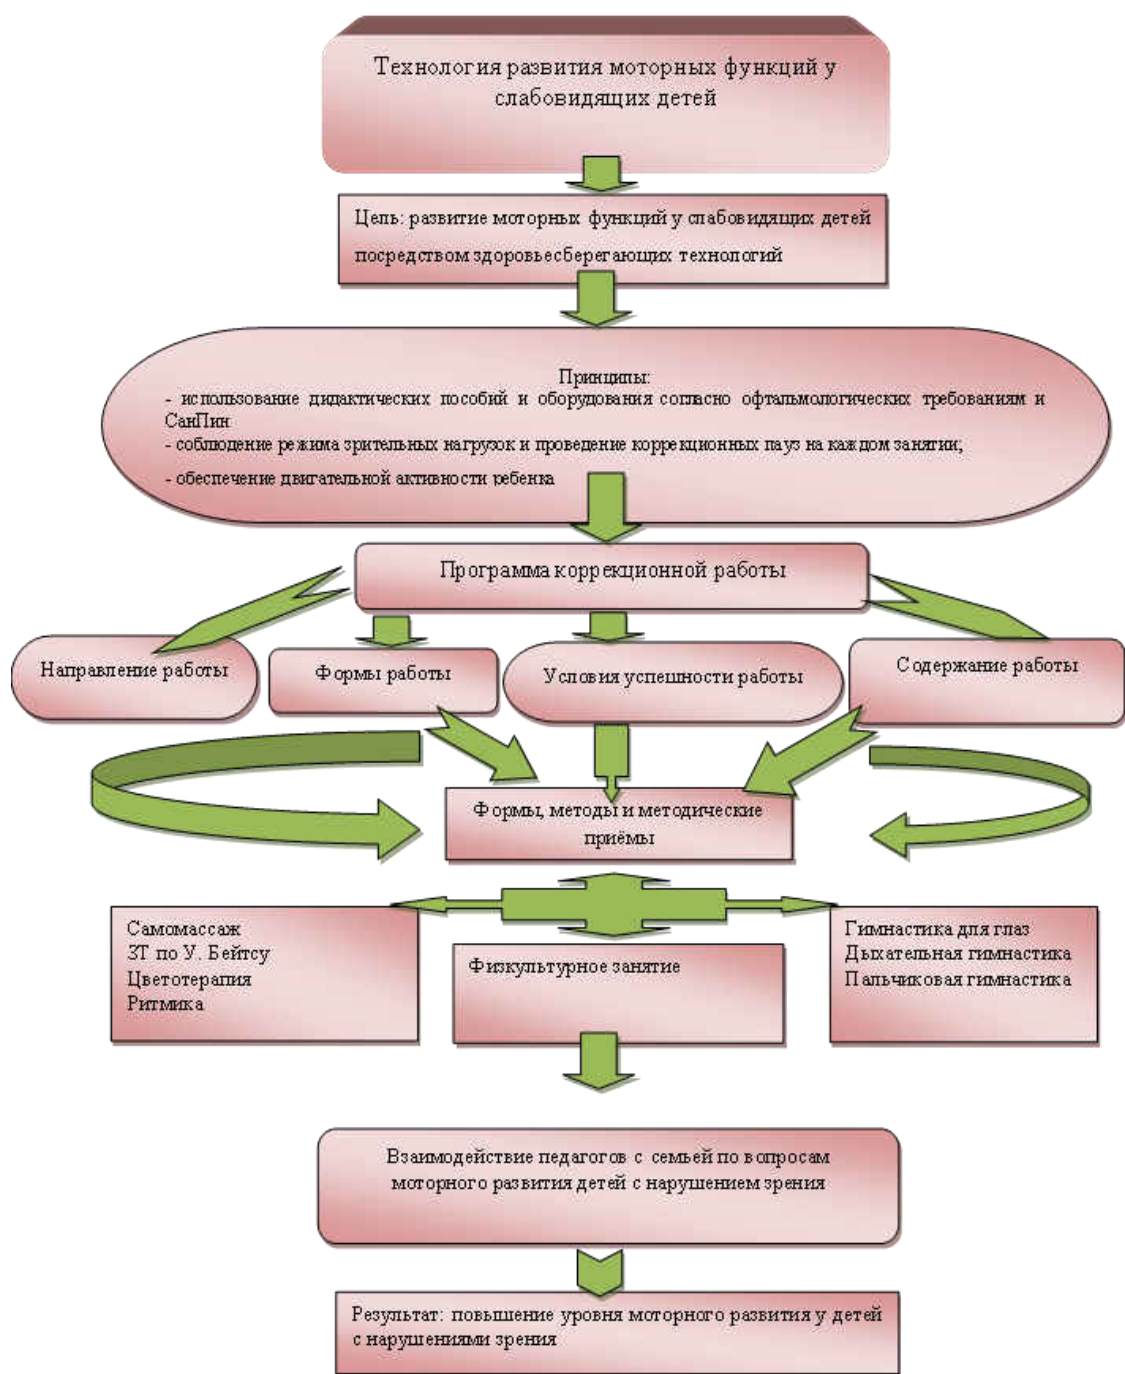 Технология развития моторных функций у
слабовидящих детей
Цель: развитие моторных функций у слабовидящих детей
посредством здоровьесберегающих технологий
Принципы:
- использование дидактических пособий и оборудования согласно офтальмологических требованиям и
СанПин
- соблюдение режима зрительных нагрузок и проведение коррекционных пауз на каждом занятии;
- обеспечение двигательной активности ребенка
Программа коррекционной работы
Направление работы
Формы работы
Условия успешности работы
Содержание работы
Формы, методы и методические
приёмы
Самомассаж
ЗТ по У. Бейтсу
Цветотерапия
Ритмика
Физкультурное занятие
Гимнастика для глаз
Дыхательная гимнастика
Пальчиковая гимнастика
Взаимодействие педагогов с семьей по вопросам
моторного развития детей с нарушением зрения
Результат: повышение уровня моторного развития у детей
с нарушениями зрения